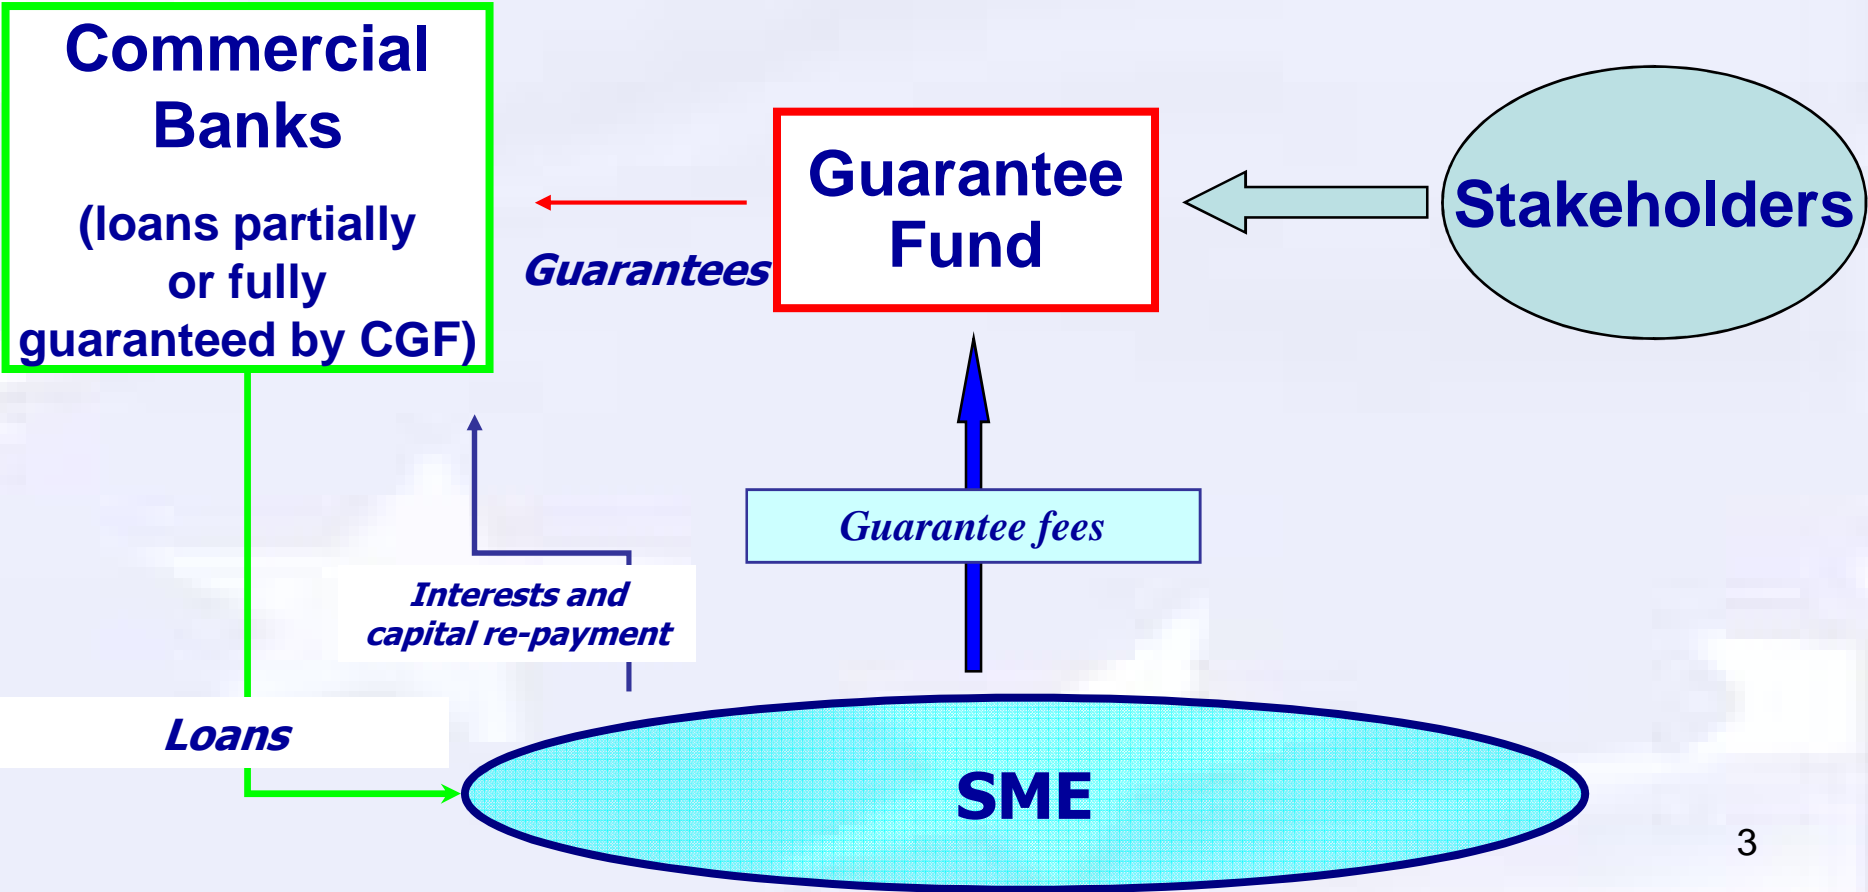 Commercial
Banks
(loans partially
or fully
guaranteed by CGF)
Guarantees
Guarantee
Fund
Stakeholders
Guarantee fees
Interests and
capital re-payment
Loans
SME
3